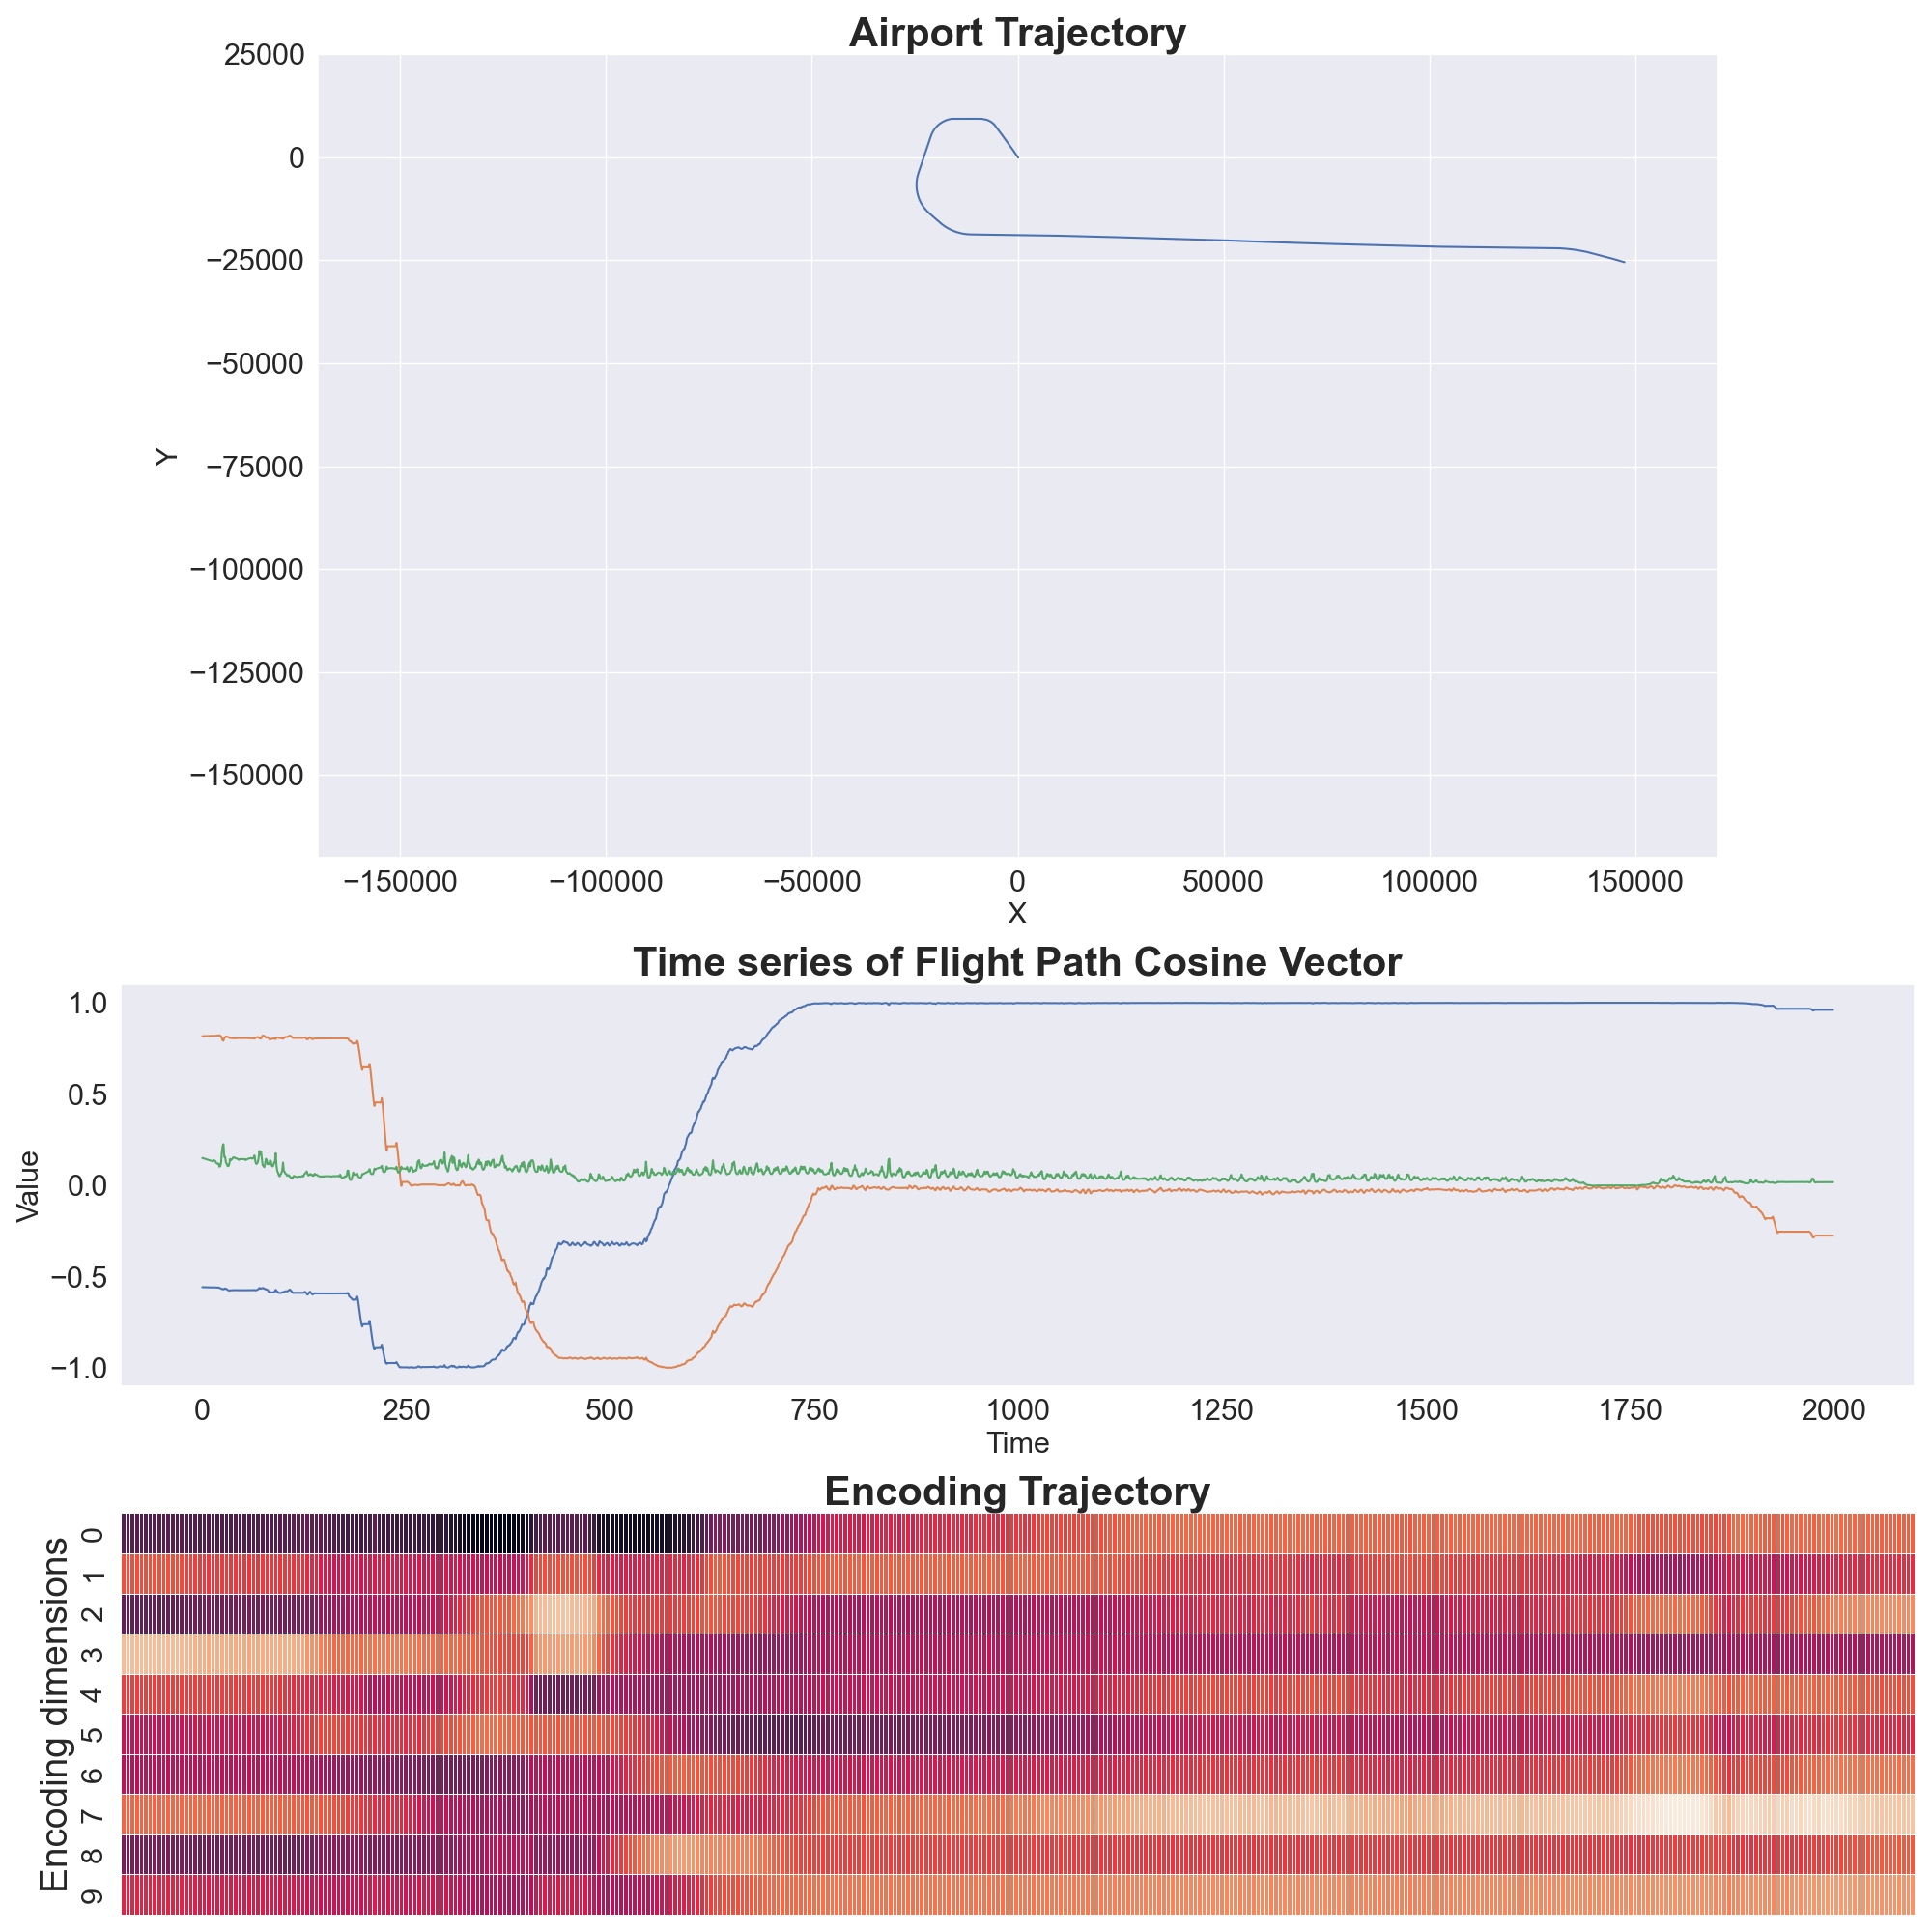 Airport Trajectory
25000
0
−25000
−50000
−75000
−100000
−125000
−150000
Y
−150000 −100000 −50000 0 50000 100000 150000
X
Time series of Flight Path Cosine Vector
1.0
0.5
0.0
−0.5
−1.0
Value
0 250 500 750 1000 1250 1500 1750 2000
Time
Encoding Trajectory
Encoding dimensions
0
1
2
3
4
5
6
7
8
9